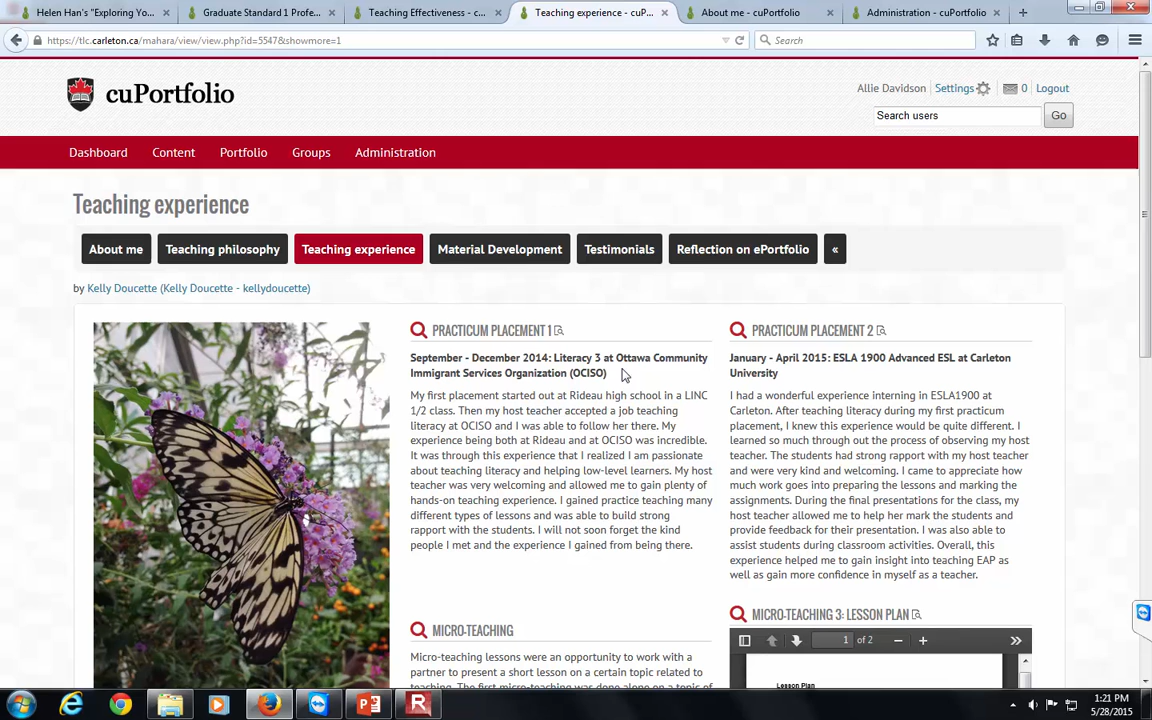 Helen Han's "Exploring Yo...
Graduate Standard 1 Profe...
Teaching Effectiveness - c...
Teaching experience - cuP...
About me - cuPortfolio
Administration - cuPortfolio
https://tlc.carleton.ca/mahara/view/view.php?id=5547&showmore=1
Search
cuPortfolio
Allie Davidson Settings 0 Logout
Search users Go
Dashboard Content Portfolio Groups Administration
Teaching experience
About me Teaching philosophy Teaching experience Material Development Testimonials Reflection on ePortfolio «
by Kelly Doucette (Kelly Doucette - kellydoucette)
PRACTICUM PLACEMENT 1
September - December 2014: Literacy 3 at Ottawa Community
Immigrant Services Organization (OCISO)
My first placement started out at Rideau high school in a LINC
1/2 class. Then my host teacher accepted a job teaching
literacy at OCISO and I was able to follow her there. My
experience being both at Rideau and at OCISO was incredible.
It was through this experience that I realized I am passionate
about teaching literacy and helping low-level learners. My host
teacher was very welcoming and allowed me to gain plenty of
hands-on teaching experience. I gained practice teaching many
different types of lessons and was able to build strong
rapport with the students. I will not soon forget the kind
people I met and the experience I gained from being there.
MICRO-TEACHING
Micro-teaching lessons were an opportunity to work with a
partner to present a short lesson on a certain topic related to
teaching. The first micro-teaching was done alone on a topic of
PRACTICUM PLACEMENT 2
January - April 2015: ESLA 1900 Advanced ESL at Carleton
University
I had a wonderful experience interning in ESLA1900 at
Carleton. After teaching literacy during my first practicum
placement, I knew this experience would be quite different. I
learned so much through out the process of observing my host
teacher. The students had strong rapport with my host teacher
and were very kind and welcoming. I came to appreciate how
much work goes into preparing the lessons and marking the
assignments. During the final presentations for the class, my
host teacher allowed me to help her mark the students and
provide feedback for their presentation. I was also able to
assist students during classroom activities. Overall, this
experience helped me to gain insight into teaching EAP as
well as gain more confidence in myself as a teacher.
MICRO-TEACHING 3: LESSON PLAN
1 of 2
Lesson Plan
1:21 PM
5/28/2015